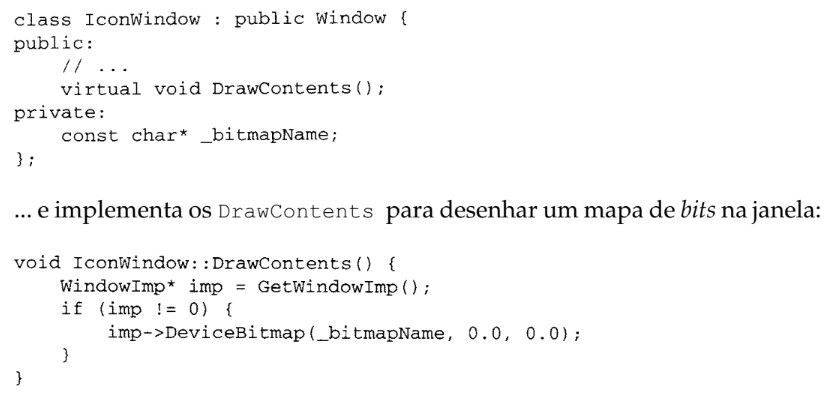 class IconWindow : public Window {
public:
    // ...
    virtual void DrawContents();
private:
    const char* _bitmapName;
};
... e implementa os DrawContents para desenhar um mapa de bits na janela:
void IconWindow::DrawContents() {
    WindowImp* imp = GetWindowImp();
    if (imp != 0) {
        imp->DeviceBitmap(_bitmapName, 0.0, 0.0);
    }
}